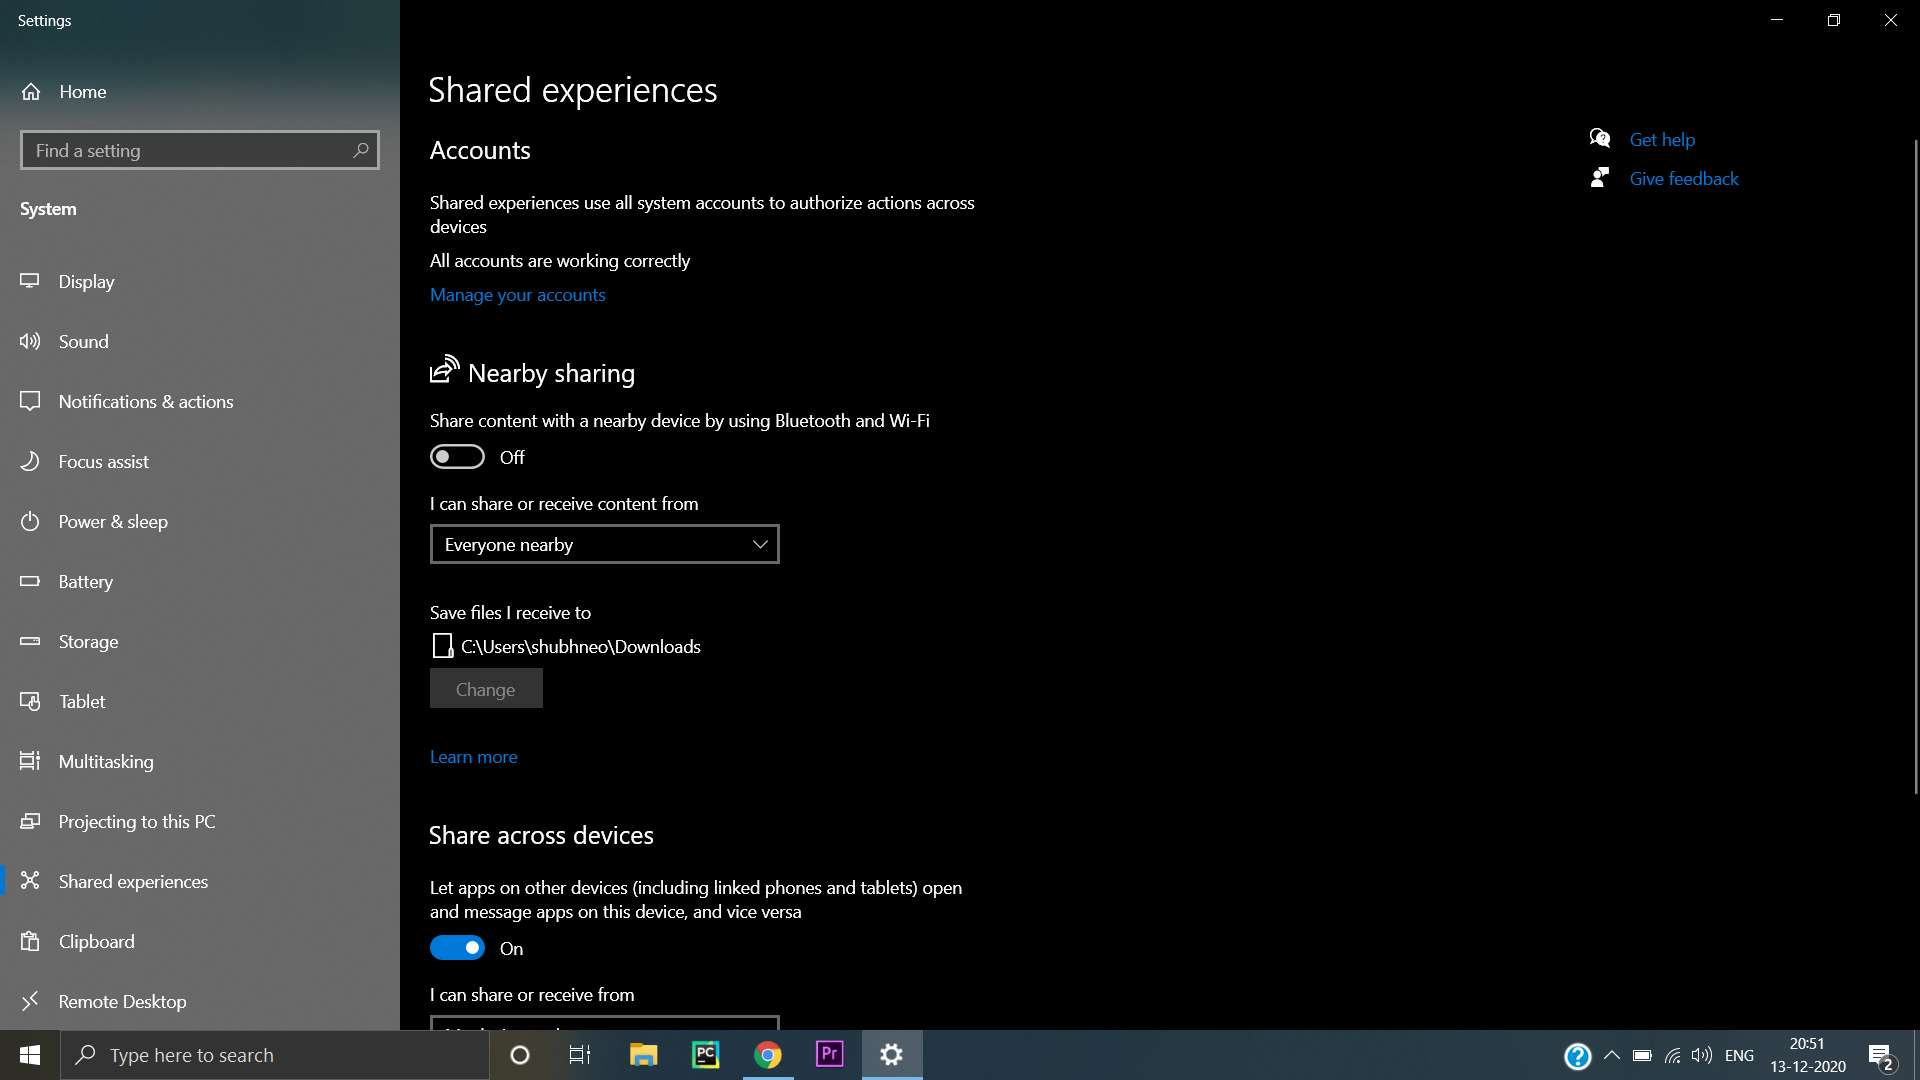 Settings
Home
Find a setting
System
Display
Sound
Notifications & actions
Focus assist
Power & sleep
Battery
Storage
Tablet
Multitasking
Projecting to this PC
Shared experiences
Clipboard
Remote Desktop
Shared experiences
Accounts
Shared experiences use all system accounts to authorize actions across
devices
All accounts are working correctly
Manage your accounts
Nearby sharing
Share content with a nearby device by using Bluetooth and Wi-Fi
Off
I can share or receive content from
Everyone nearby
Save files I receive to
C:\Users\shubhneo\Downloads
Change
Learn more
Share across devices
Let apps on other devices (including linked phones and tablets) open
and message apps on this device, and vice versa
On
I can share or receive from
Get help
Give feedback
Type here to search
PC
Pr
ENG
20:51
13-12-2020
2